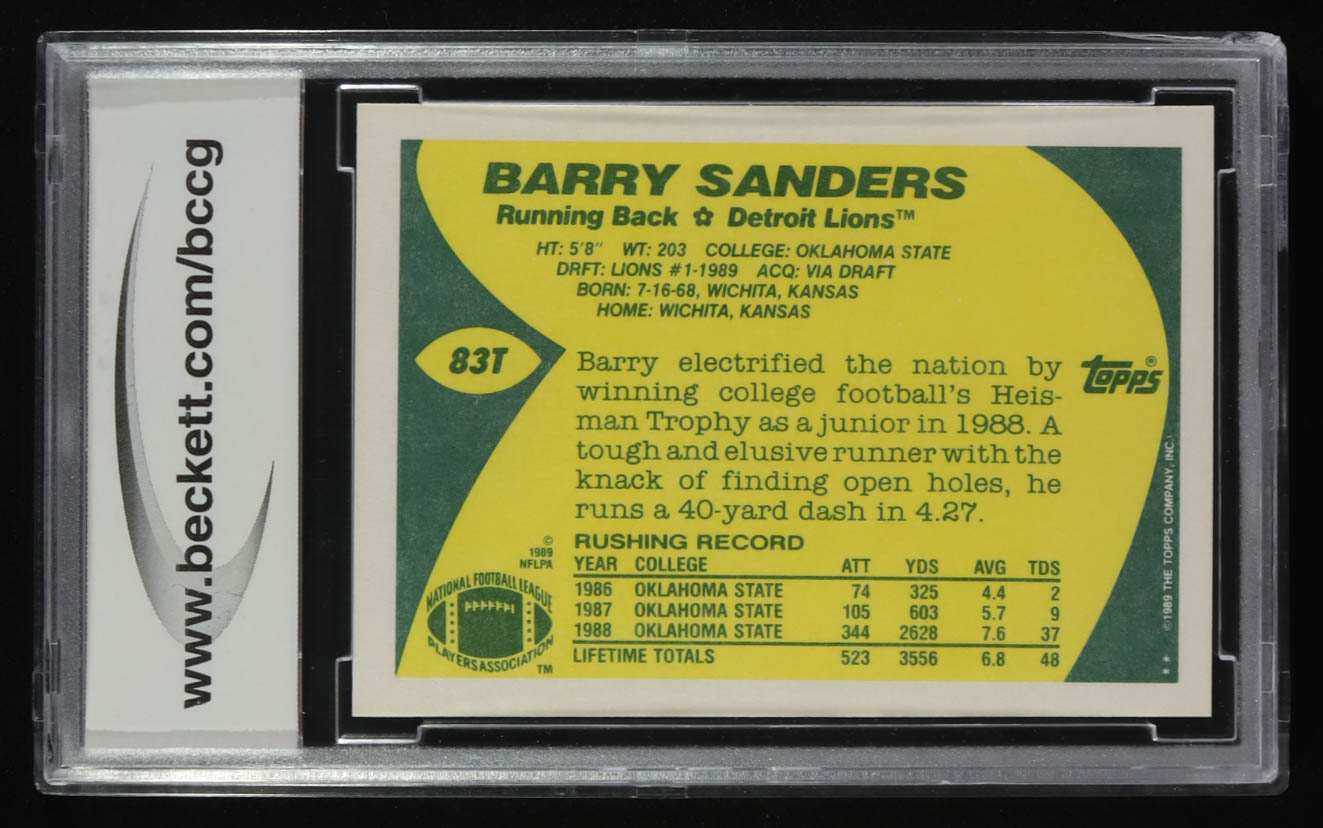 www.beckett.com/bccg
BARRY SANDERS
Running Back ✩ Detroit Lions™
HT: 5'8" WT: 203 COLLEGE: OKLAHOMA STATE
DRFT: LIONS #1-1989 ACQ: VIA DRAFT
BORN: 7-16-68, WICHITA, KANSAS
HOME: WICHITA, KANSAS
83T
Barry electrified the nation by
winning college football's Heis-
man Trophy as a junior in 1988. A
tough and elusive runner with the
knack of finding open holes, he
runs a 40-yard dash in 4.27.
TOPPS®
©
1989
NFLPA
NATIONAL FOOTBALL LEAGUE
PLAYERS ASSOCIATION
™
RUSHING RECORD
YEAR COLLEGE ATT YDS AVG TDS
1986 OKLAHOMA STATE 74 325 4.4 2
1987 OKLAHOMA STATE 105 603 5.7 9
1988 OKLAHOMA STATE 344 2628 7.6 37
LIFETIME TOTALS 523 3556 6.8 48
** ©1989 THE TOPPS COMPANY, INC.